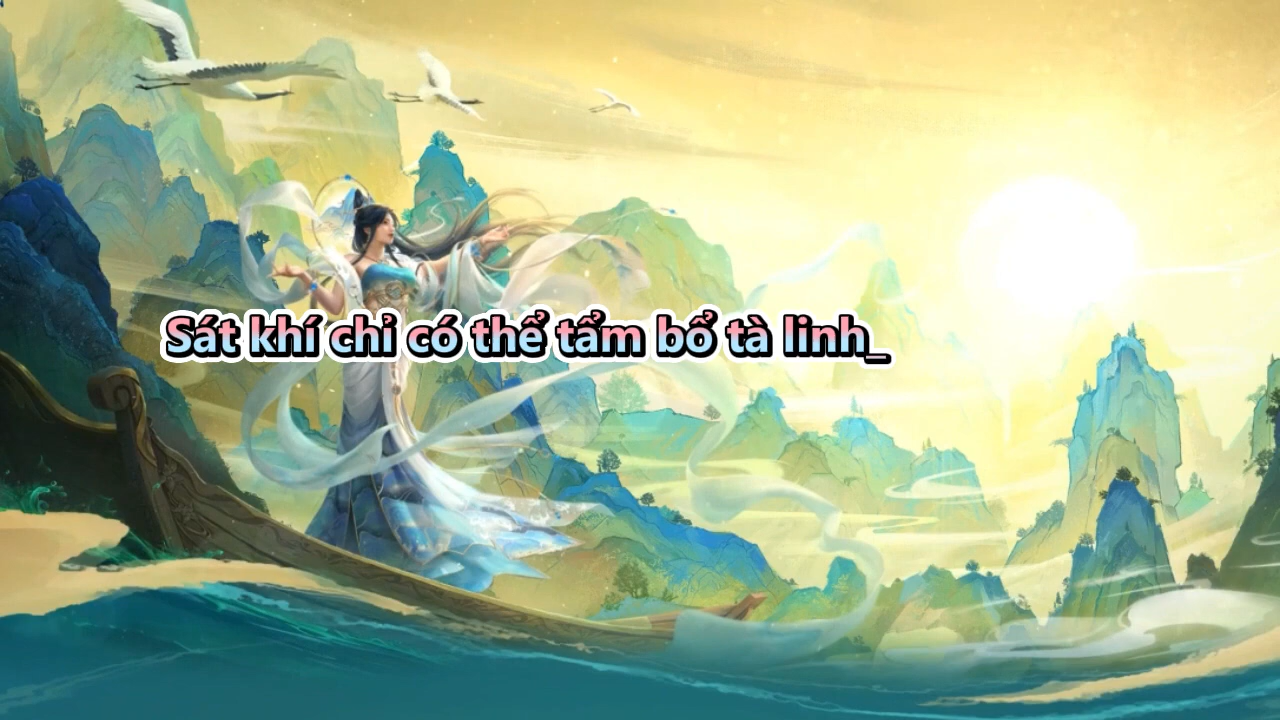 Sát khí chỉ có thể tẩm bổ tà linh_